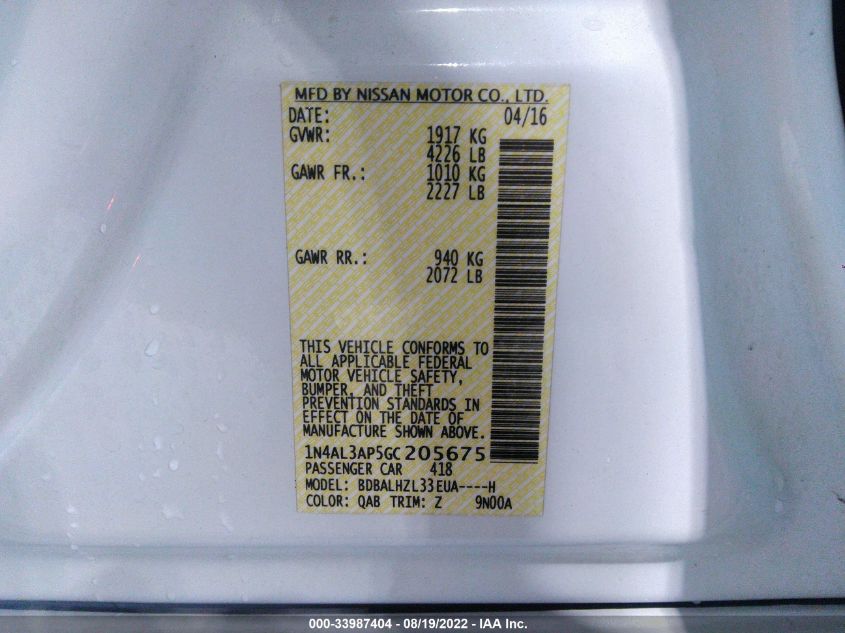 MFD BY NISSAN MOTOR CO., LTD.
DATE: 04/16
GVWR: 1917 KG
4226 LB
GAWR FR.: 1010 KG
2227 LB
GAWR RR.: 940 KG
2072 LB
THIS VEHICLE CONFORMS TO
ALL APPLICABLE FEDERAL
MOTOR VEHICLE SAFETY,
BUMPER, AND THEFT
PREVENTION STANDARDS IN
EFFECT ON THE DATE OF
MANUFACTURE SHOWN ABOVE.
1N4AL3AP5GC205675
PASSENGER CAR 418
MODEL: BDBALHZL33EUA----H
COLOR: QAB TRIM: Z 9N00A
000-33987404 - 08/19/2022 - IAA Inc.